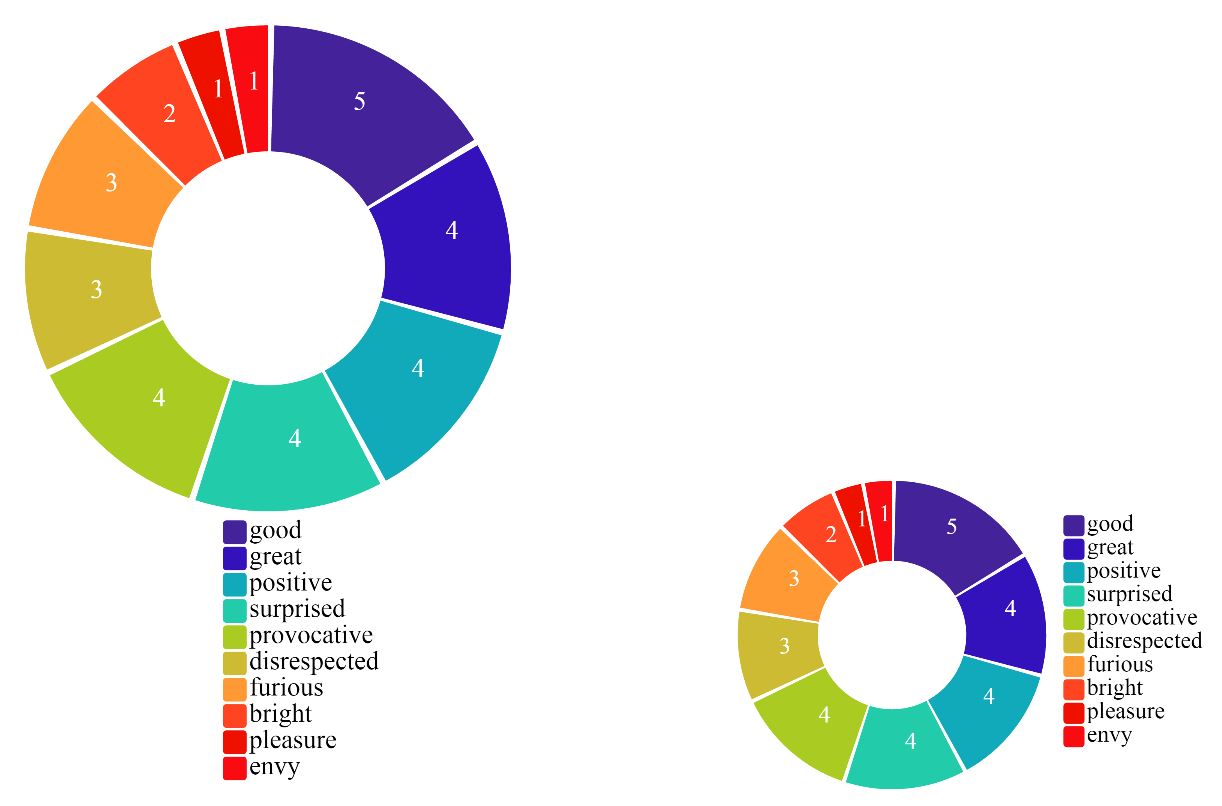 5
4
4
4
4
3
3
2
1
1
good
great
positive
surprised
provocative
disrespected
furious
bright
pleasure
envy
5
4
4
4
4
3
3
2
1
1
good
great
positive
surprised
provocative
disrespected
furious
bright
pleasure
envy